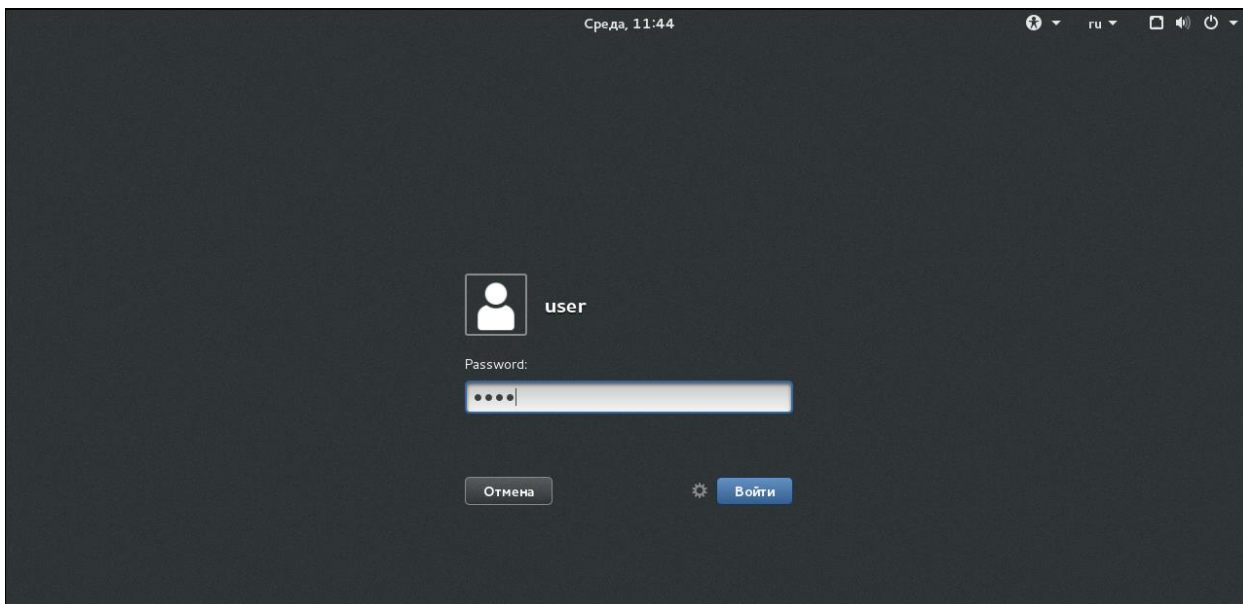 Среда, 11:44
ru
user
Password:
Отмена
Войти